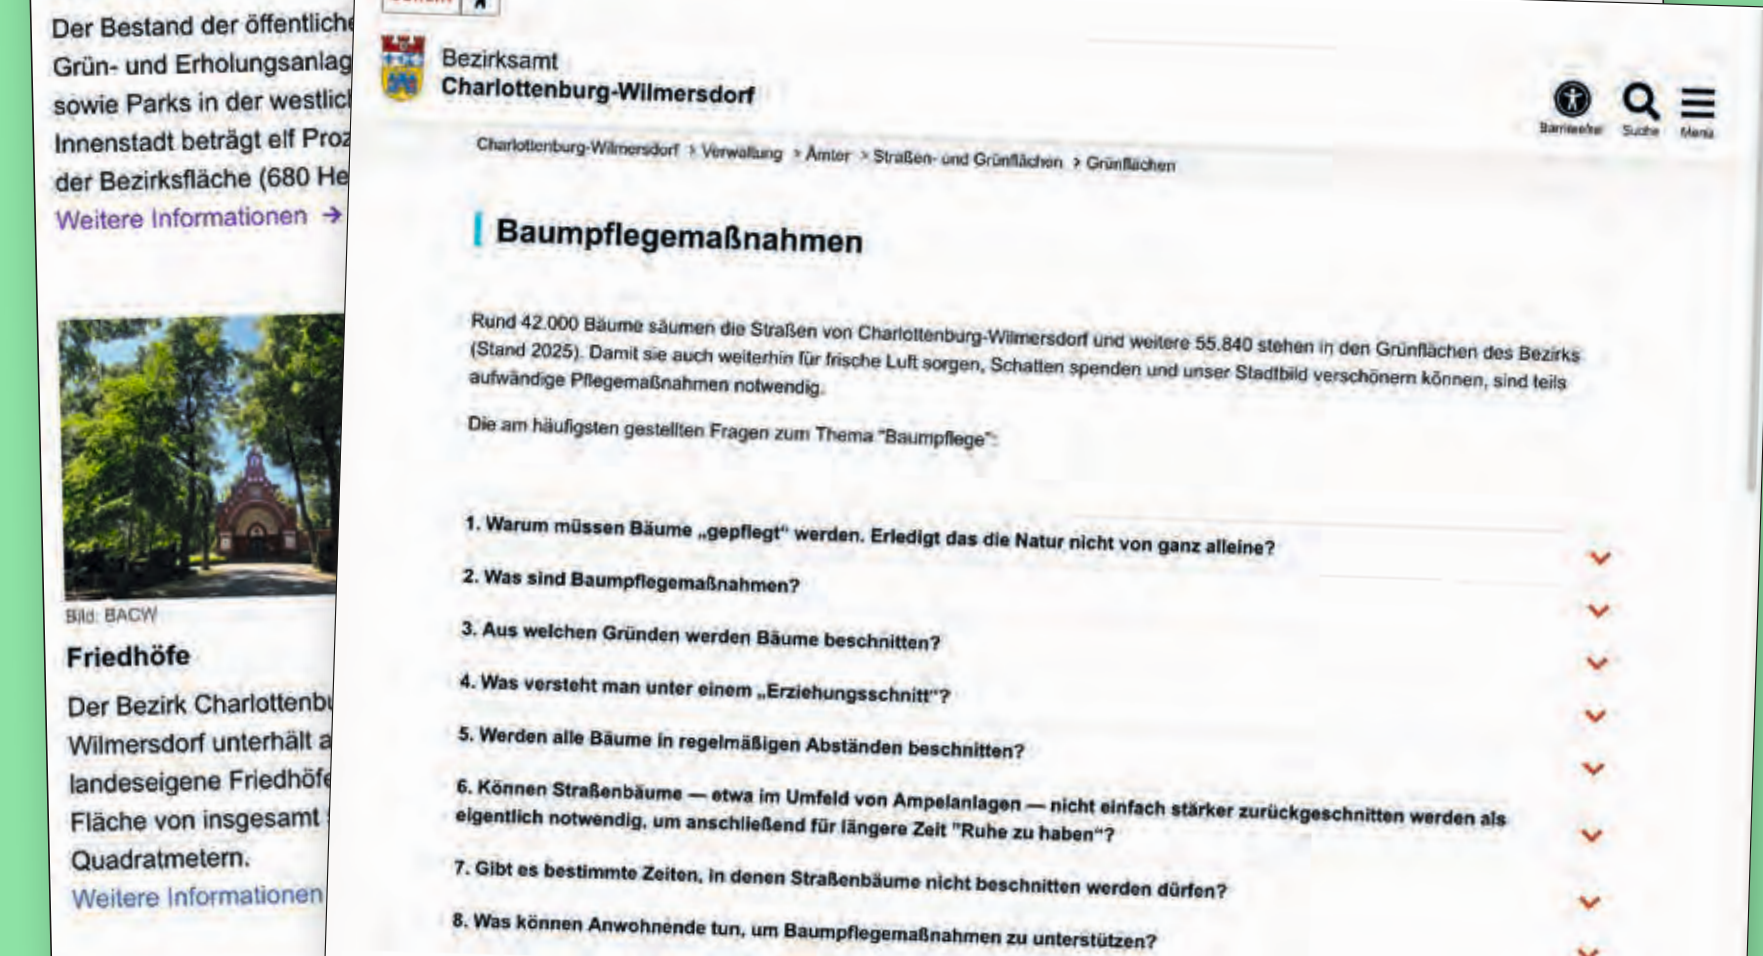 Der Bestand der öffentliche
Grün- und Erholungsanlag
sowie Parks in der westlich
Innenstadt beträgt elf Proz
der Bezirksfläche (680 He
Weitere Informationen →
Bild: BACW
Friedhöfe
Der Bezirk Charlottenbu
Wilmersdorf unterhält a
landeseigene Friedhöfe
Fläche von insgesamt
Quadratmetern.
Weitere Informationen
Bezirksamt
Charlottenburg-Wilmersdorf
Barrierefrei Suche Menü
Charlottenburg-Wilmersdorf > Verwaltung > Ämter > Straßen- und Grünflächen > Grünflächen
Baumpflegemaßnahmen
Rund 42.000 Bäume säumen die Straßen von Charlottenburg-Wilmersdorf und weitere 55.840 stehen in den Grünflächen des Bezirks
(Stand 2025). Damit sie auch weiterhin für frische Luft sorgen, Schatten spenden und unser Stadtbild verschönern können, sind teils
aufwändige Pflegemaßnahmen notwendig.
Die am häufigsten gestellten Fragen zum Thema "Baumpflege":
1. Warum müssen Bäume „gepflegt“ werden. Erledigt das die Natur nicht von ganz alleine?
2. Was sind Baumpflegemaßnahmen?
3. Aus welchen Gründen werden Bäume beschnitten?
4. Was versteht man unter einem „Erziehungsschnitt“?
5. Werden alle Bäume in regelmäßigen Abständen beschnitten?
6. Können Straßenbäume — etwa im Umfeld von Ampelanlagen — nicht einfach stärker zurückgeschnitten werden als
eigentlich notwendig, um anschließend für längere Zeit "Ruhe zu haben“?
7. Gibt es bestimmte Zeiten, in denen Straßenbäume nicht beschnitten werden dürfen?
8. Was können Anwohnende tun, um Baumpflegemaßnahmen zu unterstützen?